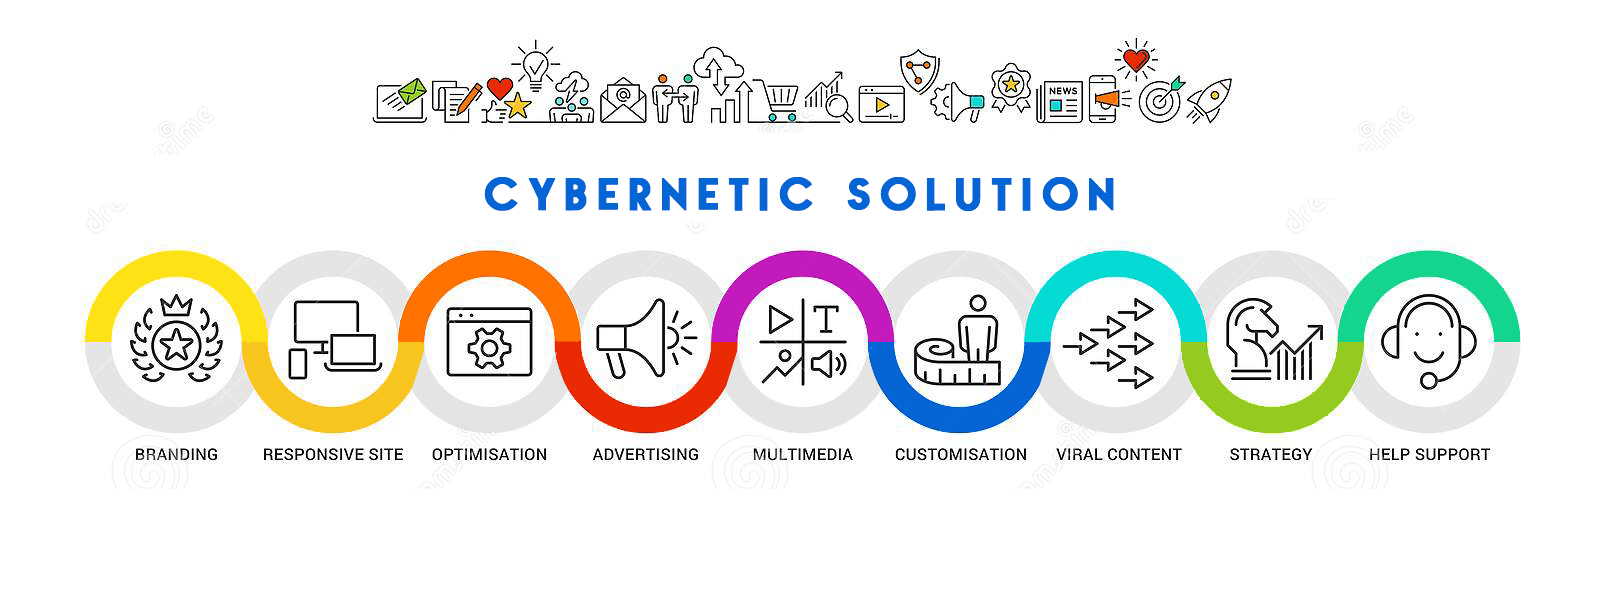 NEWS
CYBERNETIC SOLUTION
T
BRANDING
RESPONSIVE SITE
OPTIMISATION
ADVERTISING
MULTIMEDIA
CUSTOMISATION
VIRAL CONTENT
STRATEGY
HELP SUPPORT